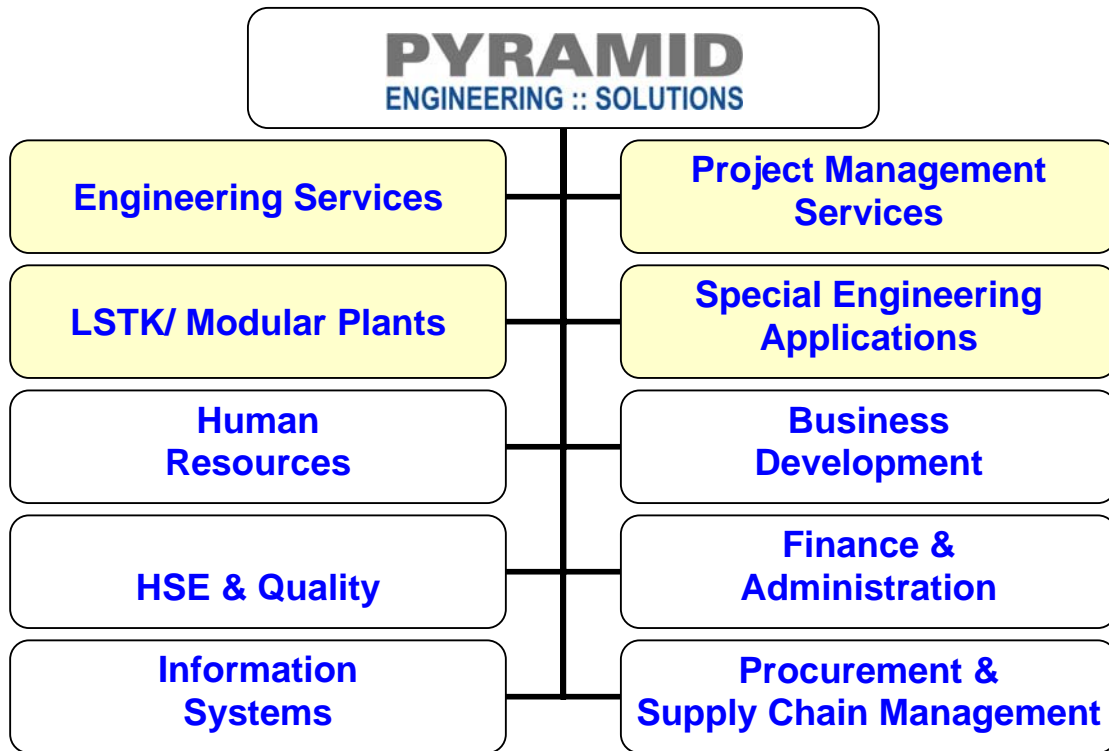 PYRAMID
ENGINEERING :: SOLUTIONS
Engineering Services
Project Management
Services
LSTK/ Modular Plants
Special Engineering
Applications
Human
Resources
Business
Development
HSE & Quality
Finance &
Administration
Information
Systems
Procurement &
Supply Chain Management